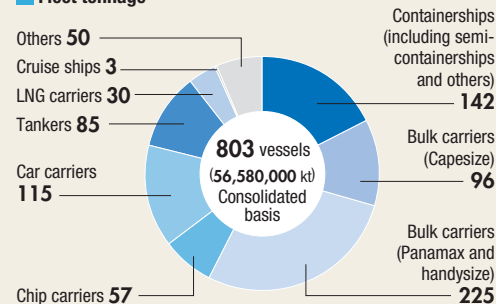 Fleet tonnage
Others 50
Cruise ships 3
LNG carriers 30
Tankers 85
Car carriers
115
Chip carriers 57
803 vessels
(56,580,000 kt)
Consolidated
basis
Containerships
(including semi-
containerships
and others)
142
Bulk carriers
(Capesize)
96
Bulk carriers
(Panamax and
handysize)
225